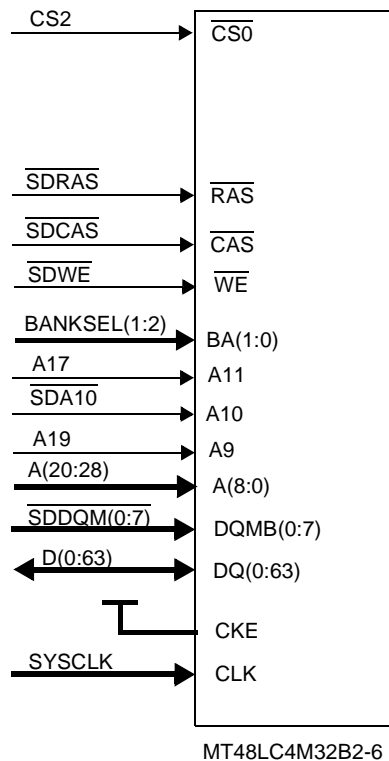 CS2 CS0
SDRAS RAS
SDCAS CAS
SDWE WE
BANKSEL(1:2) BA(1:0)
A17 A11
SDA10 A10
A19 A9
A(20:28) A(8:0)
SDDQM(0:7) DQMB(0:7)
D(0:63) DQ(0:63)
CKE
SYSCLK CLK
MT48LC4M32B2-6